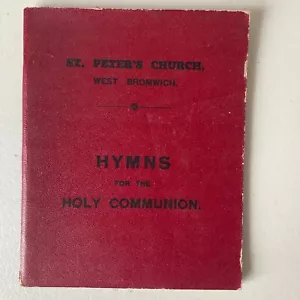 ST. PETER'S CHURCH,
WEST BROMWICH.
HYMNS
FOR THE
HOLY COMMUNION.